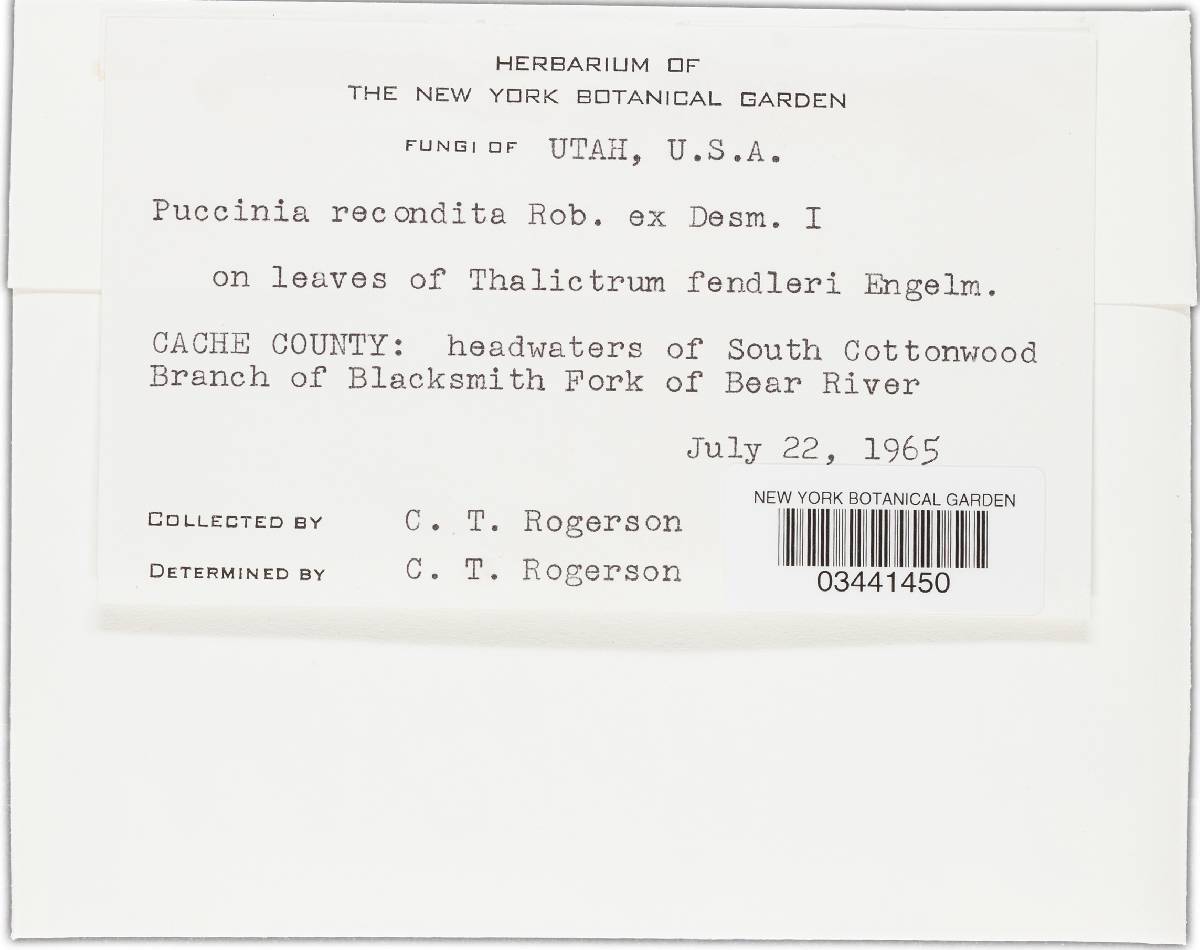 HERBARIUM OF
THE NEW YORK BOTANICAL GARDEN
FUNGI OF UTAH, U.S.A.
Puccinia recondita Rob. ex Desm. I
on leaves of Thalictrum fendleri Engelm.
CACHE COUNTY: headwaters of South Cottonwood
Branch of Blacksmith Fork of Bear River
July 22, 1965
COLLECTED BY C. T. Rogerson
DETERMINED BY C. T. Rogerson
NEW YORK BOTANICAL GARDEN
03441450